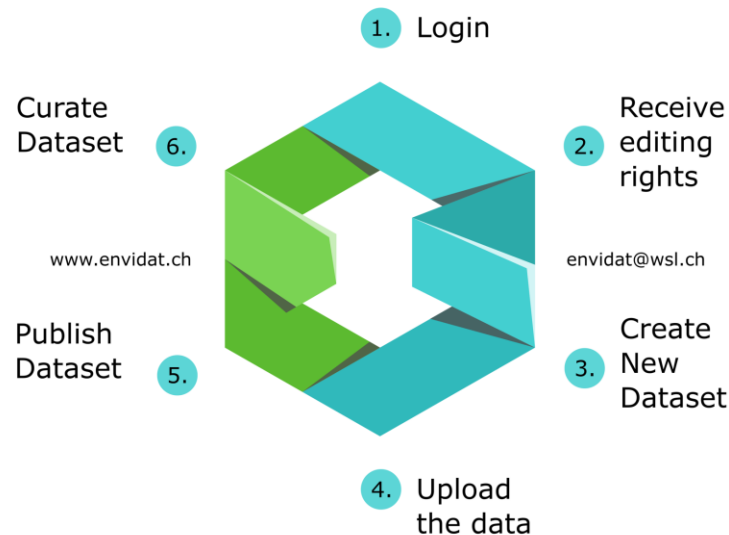 1. Login
2. Receive
editing
rights
envidat@wsl.ch
3. Create
New
Dataset
4. Upload
the data
5. Publish
Dataset
www.envidat.ch
6. Curate
Dataset